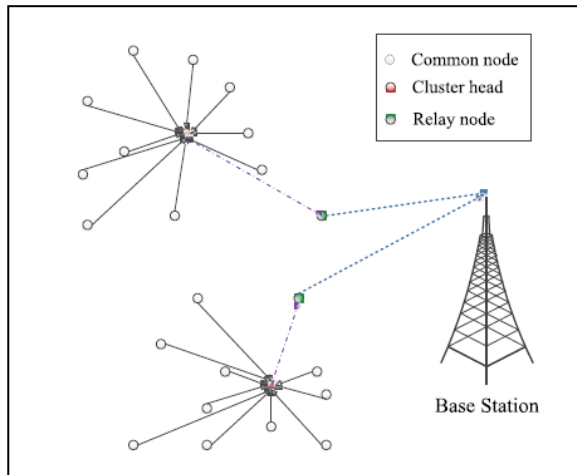 Common node
Cluster head
Relay node
Base Station